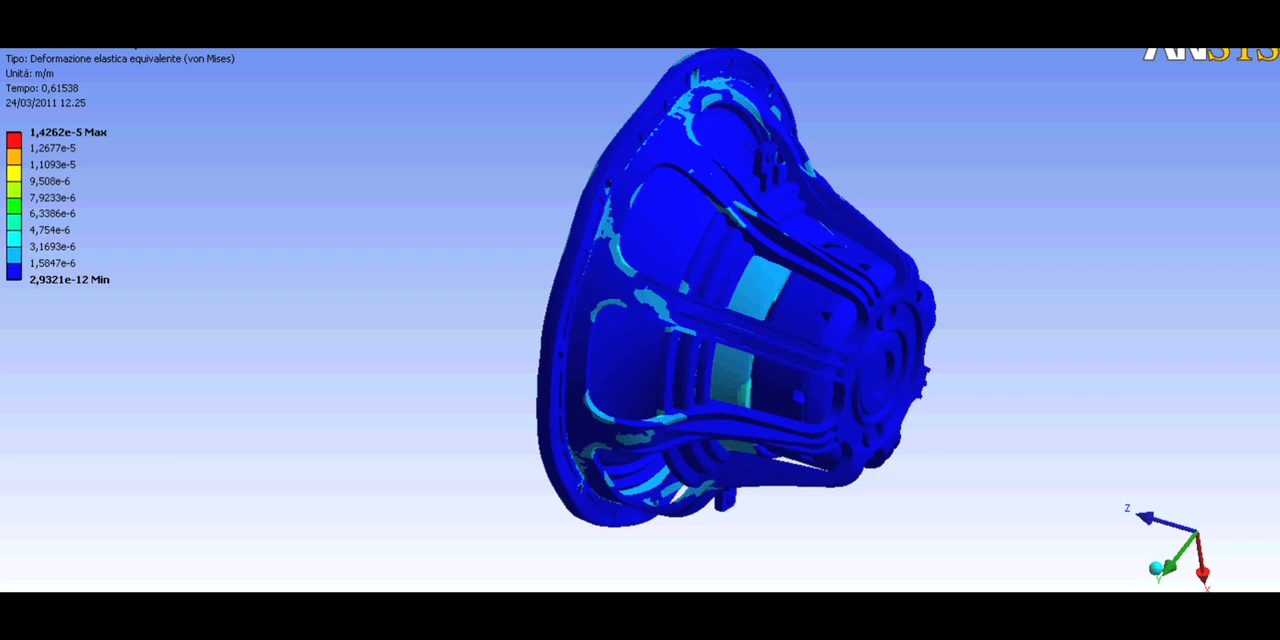 Tipo: Deformazione elastica equivalente (von Mises)
Unità: m/m
Tempo: 0,61538
24/03/2011 12.25
1,4262e-5 Max
1,2677e-5
1,1093e-5
9,508e-6
7,9233e-6
6,3386e-6
4,754e-6
3,1693e-6
1,5847e-6
2,9321e-12 Min
ANSYS
Z
Y
X